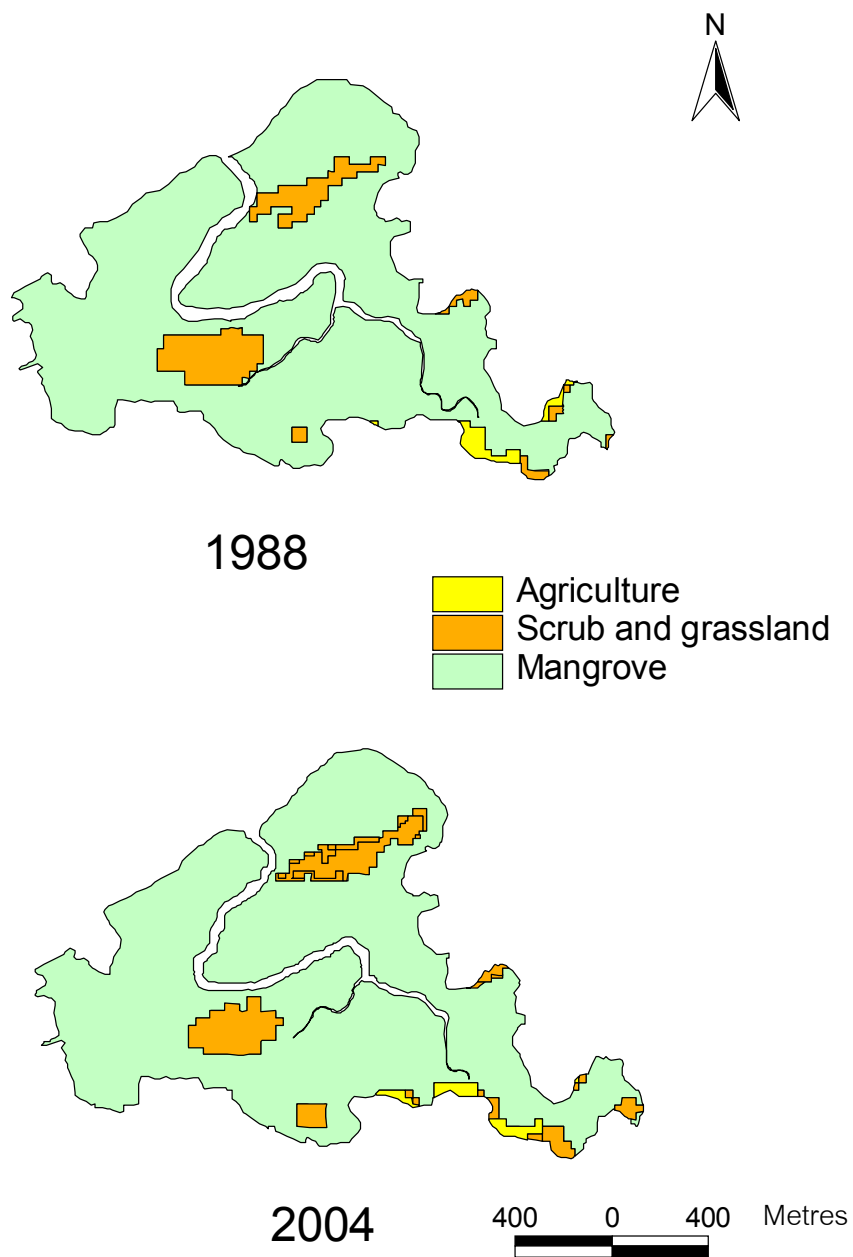 N
1988
Agriculture
Scrub and grassland
Mangrove
2004
400 0 400 Metres